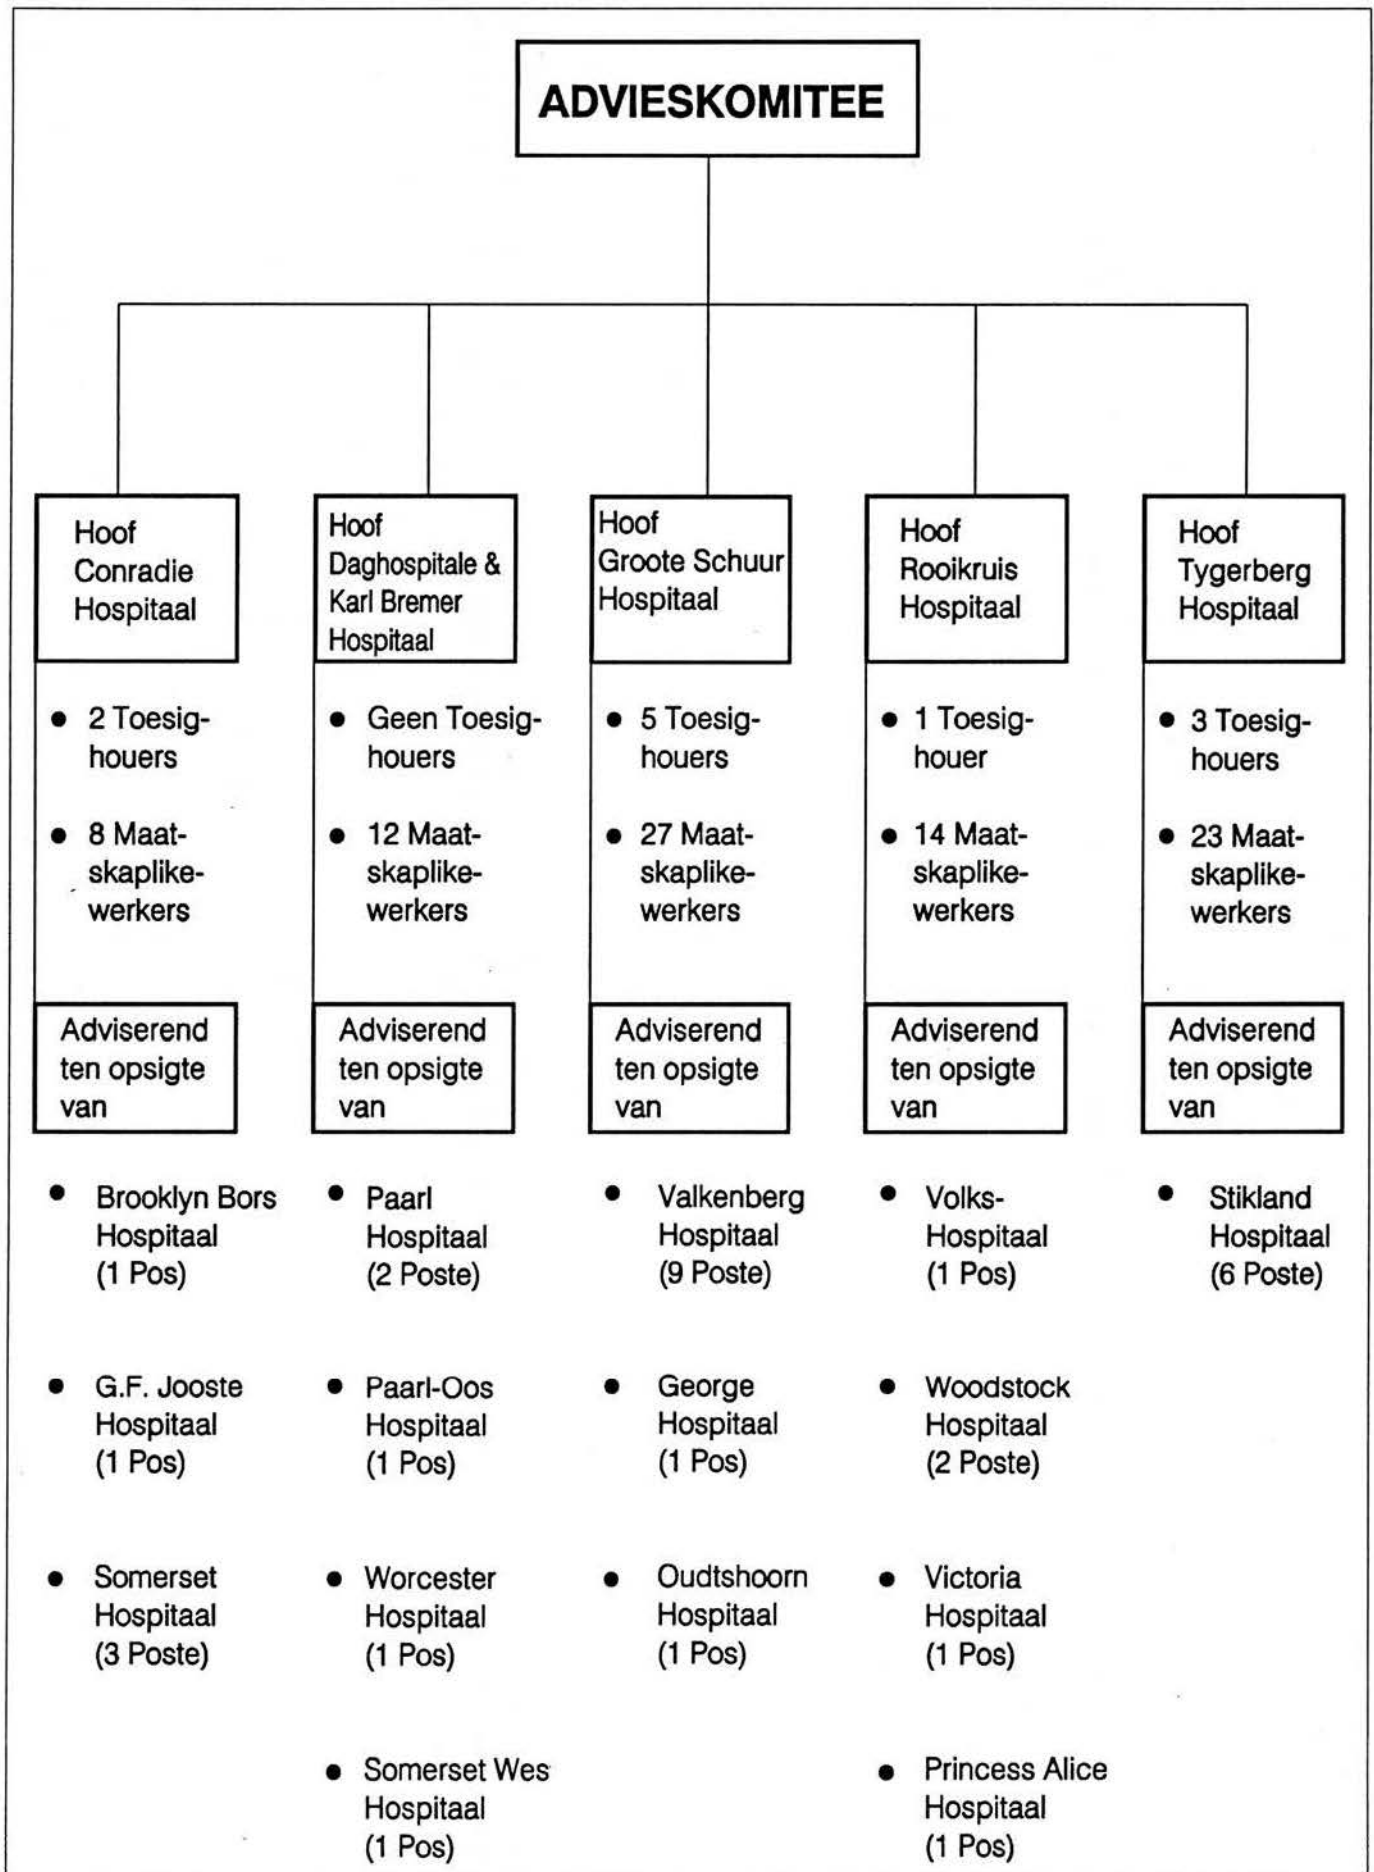 ADVIESKOMITEE
Hoof
Conradie
Hospitaal
● 2 Toesig-
houers
● 8 Maat-
skaplike-
werkers
Adviserend
ten opsigte
van
● Brooklyn Bors
Hospitaal
(1 Pos)
● G.F. Jooste
Hospitaal
(1 Pos)
● Somerset
Hospitaal
(3 Poste)
Hoof
Daghospitale &
Karl Bremer
Hospitaal
● Geen Toesig-
houers
● 12 Maat-
skaplike-
werkers
Adviserend
ten opsigte
van
● Paarl
Hospitaal
(2 Poste)
● Paarl-Oos
Hospitaal
(1 Pos)
● Worcester
Hospitaal
(1 Pos)
● Somerset Wes
Hospitaal
(1 Pos)
Hoof
Groote Schuur
Hospitaal
● 5 Toesig-
houers
● 27 Maat-
skaplike-
werkers
Adviserend
ten opsigte
van
● Valkenberg
Hospitaal
(9 Poste)
● George
Hospitaal
(1 Pos)
● Oudtshoorn
Hospitaal
(1 Pos)
Hoof
Rooikruis
Hospitaal
● 1 Toesig-
houer
● 14 Maat-
skaplike-
werkers
Adviserend
ten opsigte
van
● Volks-
Hospitaal
(1 Pos)
● Woodstock
Hospitaal
(2 Poste)
● Victoria
Hospitaal
(1 Pos)
● Princess Alice
Hospitaal
(1 Pos)
Hoof
Tygerberg
Hospitaal
● 3 Toesig-
houers
● 23 Maat-
skaplike-
werkers
Adviserend
ten opsigte
van
● Stikland
Hospitaal
(6 Poste)